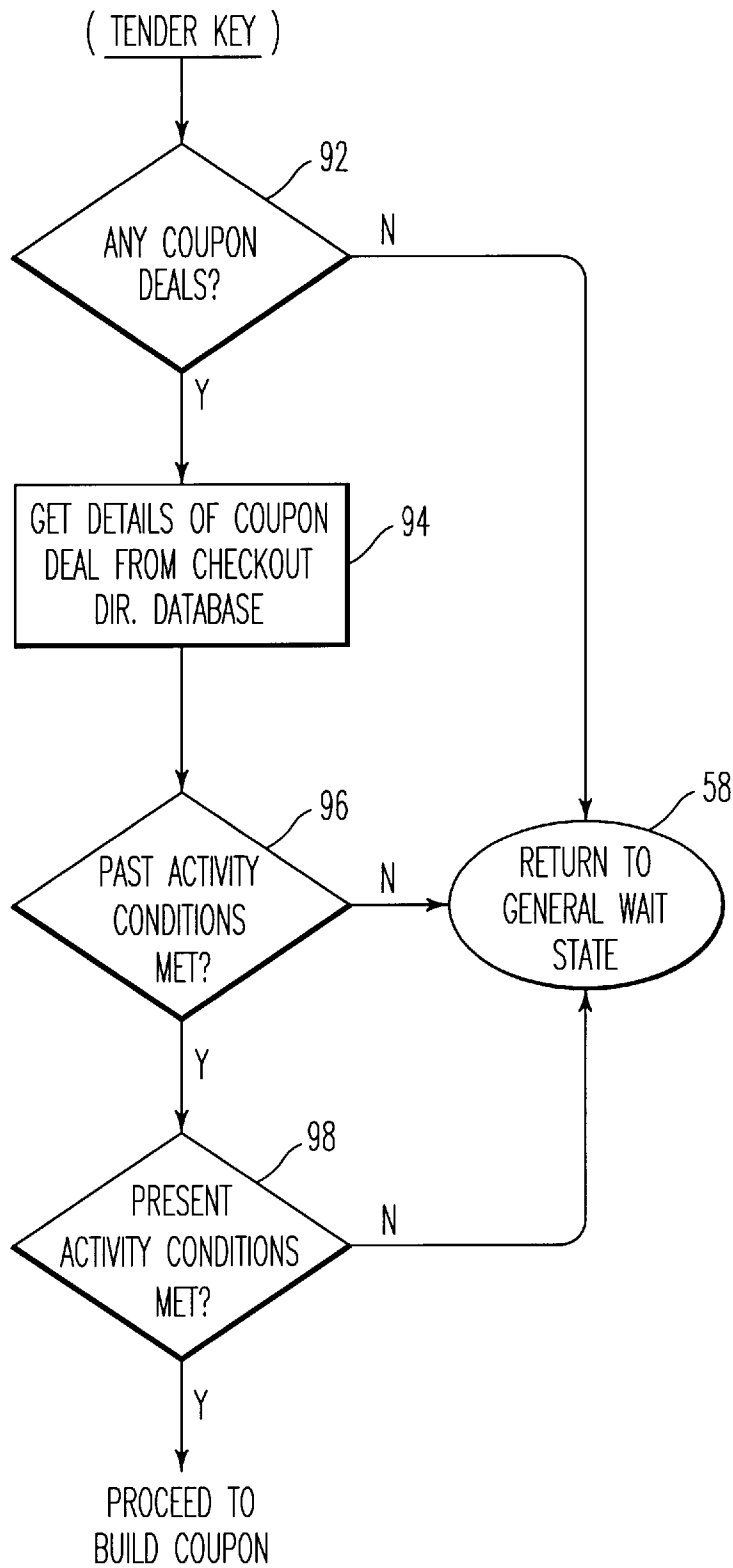 ( TENDER KEY )
92
ANY COUPON
DEALS?
N
Y
GET DETAILS OF COUPON
DEAL FROM CHECKOUT
DIR. DATABASE
94
96
PAST ACTIVITY
CONDITIONS
MET?
N
58
RETURN TO
GENERAL WAIT
STATE
Y
98
PRESENT
ACTIVITY CONDITIONS
MET?
N
Y
PROCEED TO
BUILD COUPON